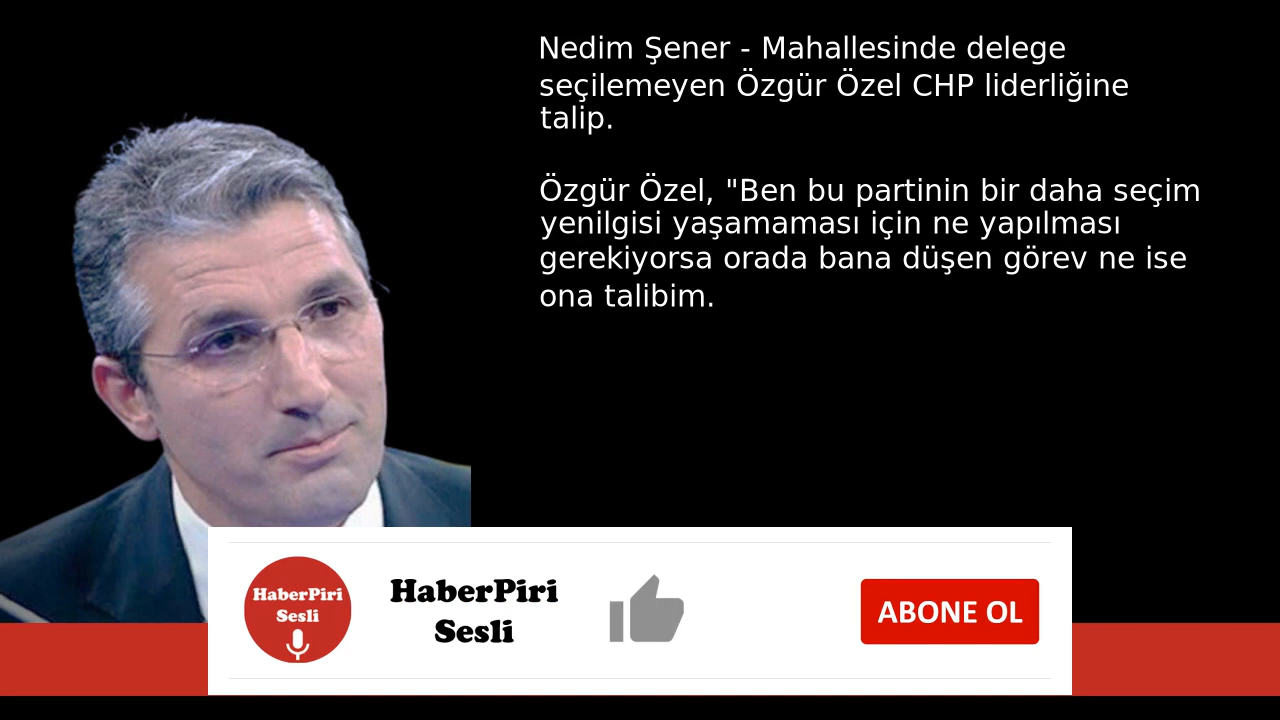 Nedim Şener - Mahallesinde delege
seçilemeyen Özgür Özel CHP liderliğine
talip.
Özgür Özel, "Ben bu partinin bir daha seçim
yenilgisi yaşamaması için ne yapılması
gerekiyorsa orada bana düşen görev ne ise
ona talibim.
HaberPiri
Sesli
HaberPiri
Sesli
ABONE OL